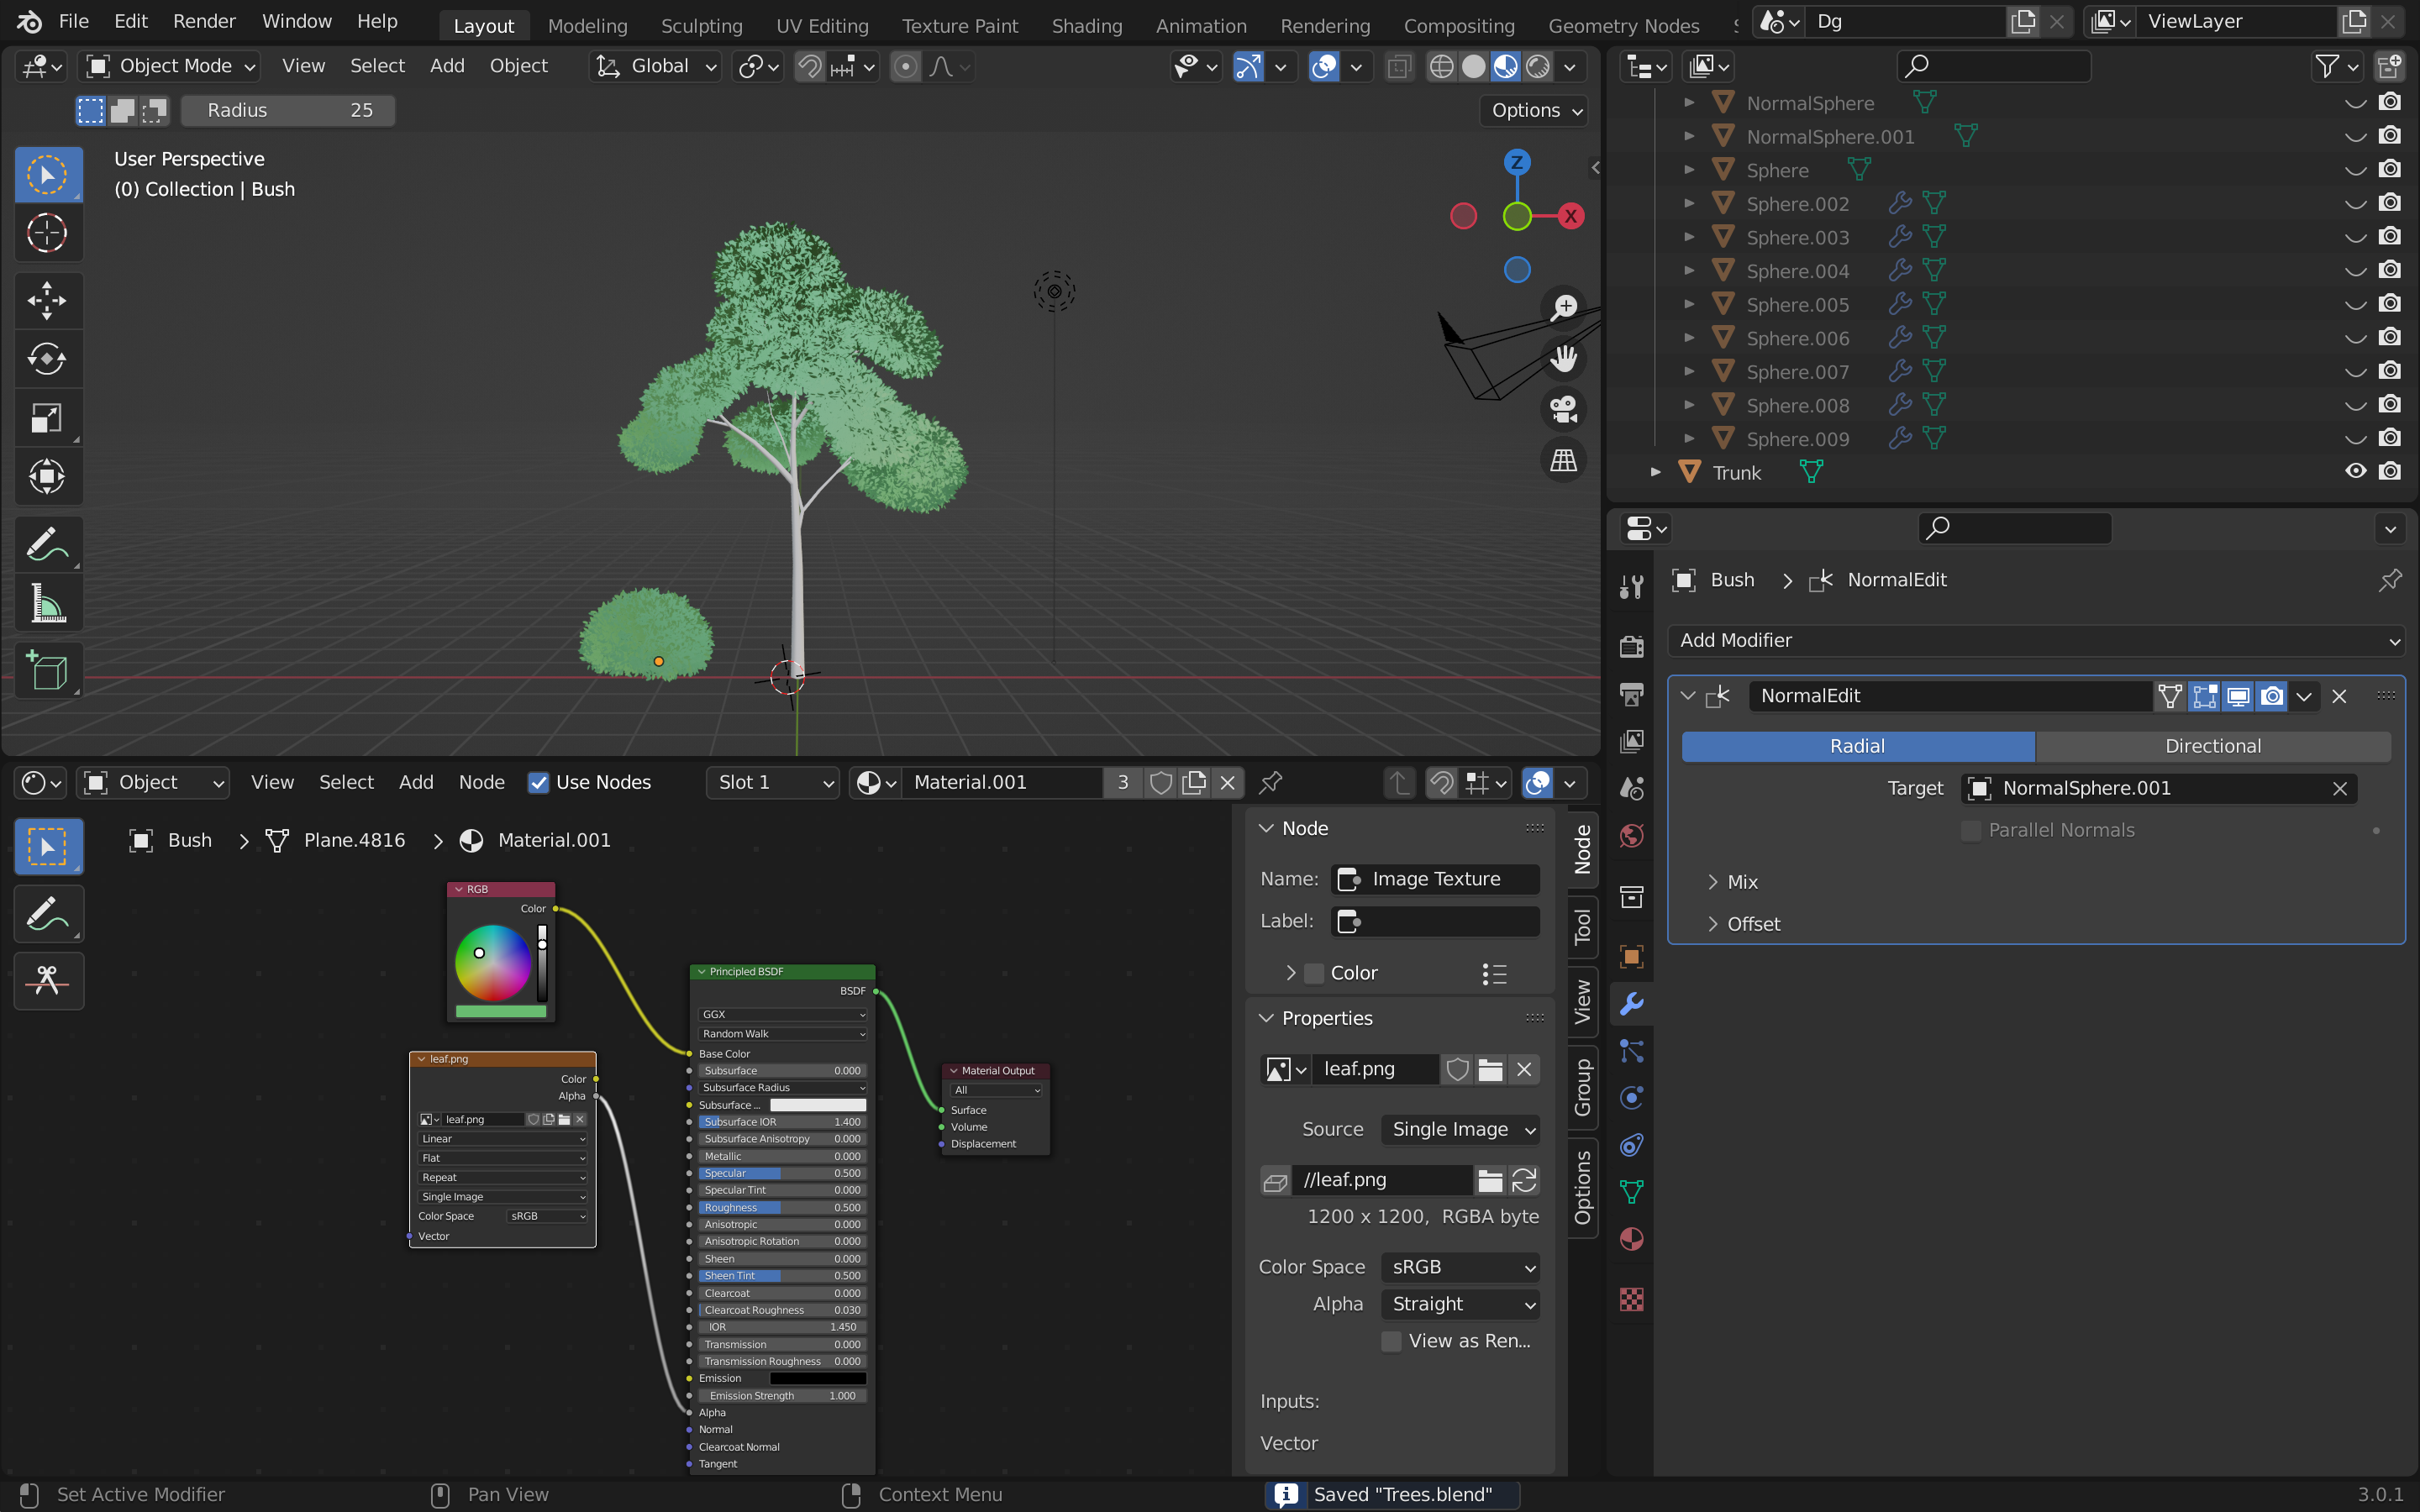 File Edit Render Window Help
Layout Modeling Sculpting UV Editing Texture Paint Shading Animation Rendering Compositing Geometry Nodes
Dg
ViewLayer
Object Mode View Select Add Object
Global
Radius 25
Options
User Perspective
(0) Collection | Bush
Z
X
NormalSphere
NormalSphere.001
Sphere
Sphere.002
Sphere.003
Sphere.004
Sphere.005
Sphere.006
Sphere.007
Sphere.008
Sphere.009
Trunk
Bush > NormalEdit
Add Modifier
NormalEdit
Radial Directional
Target NormalSphere.001
Parallel Normals
Mix
Offset
Object View Select Add Node Use Nodes
Slot 1
Material.001 3
Bush > Plane.4816 > Material.001
RGB
Color
leaf.png
Color
Alpha
leaf.png
Linear
Flat
Repeat
Single Image
Color Space sRGB
Vector
Principled BSDF
BSDF
GGX
Random Walk
Base Color
Subsurface 0.000
Subsurface Radius
Subsurface ...
Subsurface IOR 1.400
Subsurface Anisotropy 0.000
Metallic 0.000
Specular 0.500
Specular Tint 0.000
Roughness 0.500
Anisotropic 0.000
Anisotropic Rotation 0.000
Sheen 0.000
Sheen Tint 0.500
Clearcoat 0.000
Clearcoat Roughness 0.030
IOR 1.450
Transmission 0.000
Transmission Roughness 0.000
Emission
Emission Strength 1.000
Alpha
Normal
Clearcoat Normal
Tangent
Material Output
All
Surface
Volume
Displacement
Node
Name: Image Texture
Label:
Color
Properties
leaf.png
Source Single Image
//leaf.png
1200 x 1200, RGBA byte
Color Space sRGB
Alpha Straight
View as Ren...
Inputs:
Vector
Node
Tool
View
Group
Options
Set Active Modifier
Pan View
Context Menu
Saved "Trees.blend"
3.0.1